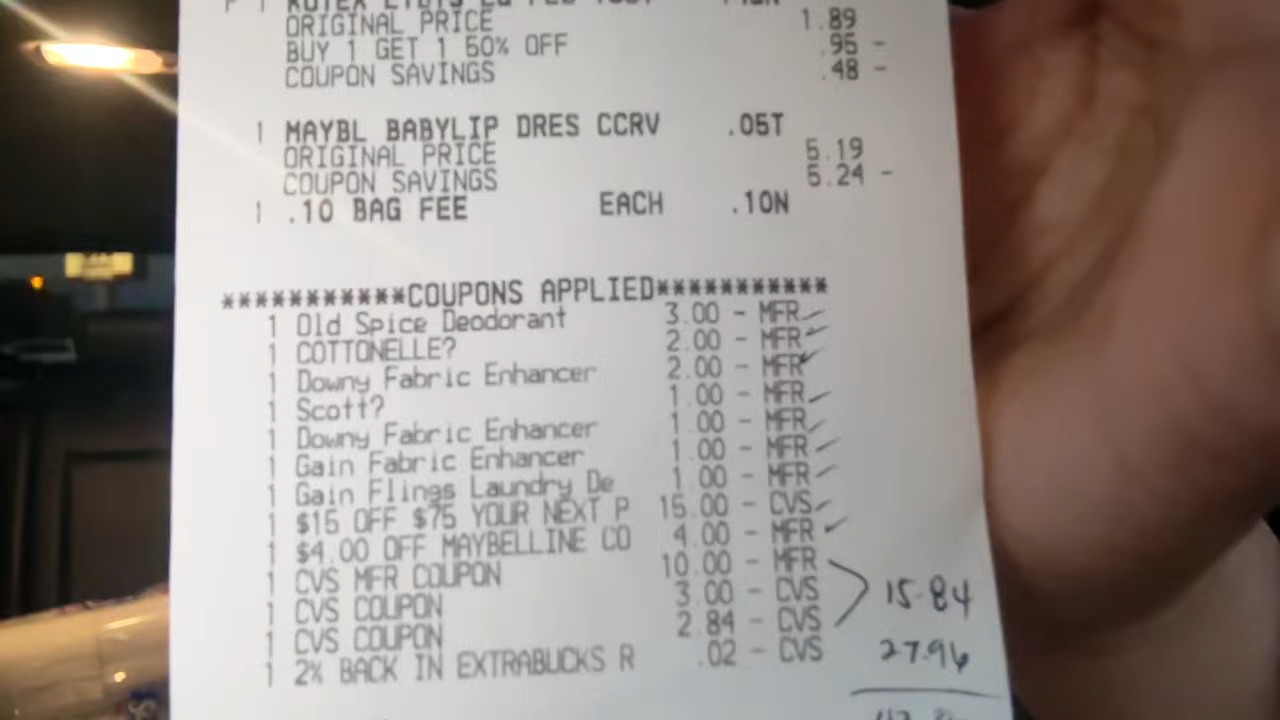 ORIGINAL PRICE 1.89
BUY 1 GET 1 50% OFF .95 -
COUPON SAVINGS .48 -
1 MAYBL BABYLIP DRES CCRV .05T
ORIGINAL PRICE 5.19
COUPON SAVINGS 5.24 -
1 .10 BAG FEE EACH .10N
***********COUPONS APPLIED***********
1 Old Spice Deodorant 3.00 - MFR
1 COTTONELLE? 2.00 - MFR
1 Downy Fabric Enhancer 2.00 - MFR
1 Scott? 1.00 - MFR
1 Downy Fabric Enhancer 1.00 - MFR
1 Gain Fabric Enhancer 1.00 - MFR
1 Gain Flings Laundry De 1.00 - MFR
1 $15 OFF $75 YOUR NEXT P 15.00 - CVS
1 $4.00 OFF MAYBELLINE CO 4.00 - MFR
1 CVS MFR COUPON 10.00 - MFR
1 CVS COUPON 3.00 - CVS
1 CVS COUPON 2.84 - CVS
1 2% BACK IN EXTRABUCKS R .02 - CVS
15.84
27.96